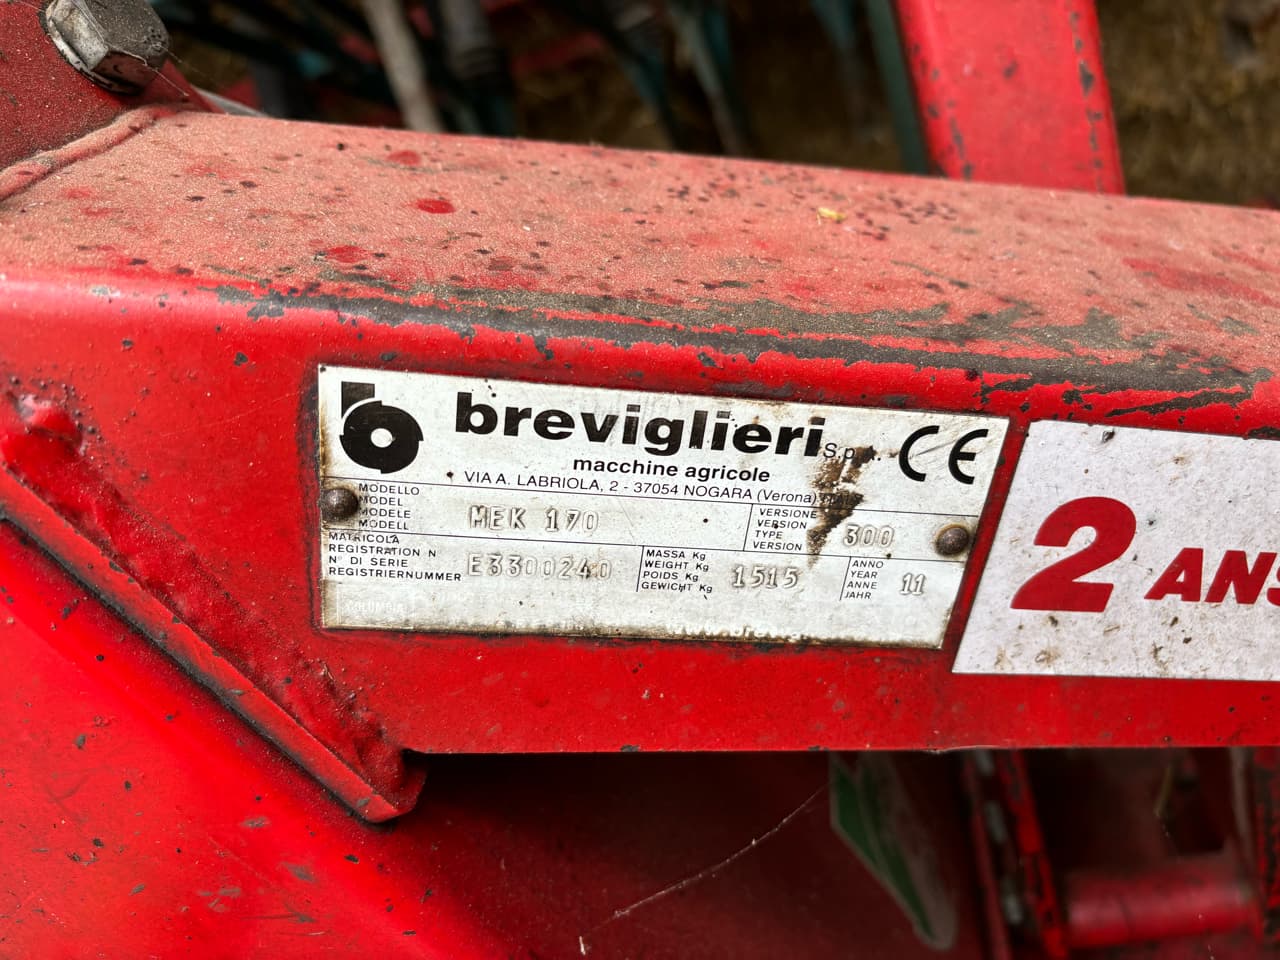 breviglieri S.p.A.
CE
macchine agricole
VIA A. LABRIOLA, 2 - 37054 NOGARA (Verona)
MODELLO
MODEL
MODELE
MODELL
MEK 170
VERSIONE
VERSION
TYPE
VERSION
300
MATRICOLA
REGISTRATION N
N° DI SERIE
REGISTRIERNUMMER
E3300240
MASSA Kg
WEIGHT Kg
POIDS Kg
GEWICHT Kg
1515
ANNO
YEAR
ANNE
JAHR
11
COLUMBIA
2 ANS